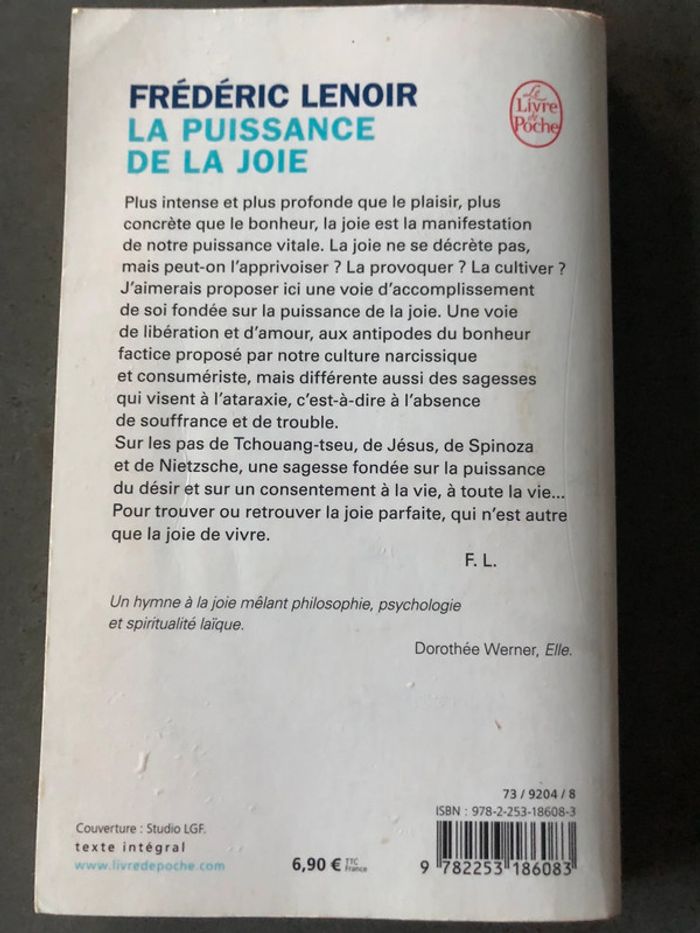 FRÉDÉRIC LENOIR
LA PUISSANCE
DE LA JOIE
Le
Livre
de
Poche
Plus intense et plus profonde que le plaisir, plus
concrète que le bonheur, la joie est la manifestation
de notre puissance vitale. La joie ne se décrète pas,
mais peut-on l'apprivoiser ? La provoquer ? La cultiver ?
J'aimerais proposer ici une voie d'accomplissement
de soi fondée sur la puissance de la joie. Une voie
de libération et d'amour, aux antipodes du bonheur
factice proposé par notre culture narcissique
et consumériste, mais différente aussi des sagesses
qui visent à l'ataraxie, c'est-à-dire à l'absence
de souffrance et de trouble.
Sur les pas de Tchouang-tseu, de Jésus, de Spinoza
et de Nietzsche, une sagesse fondée sur la puissance
du désir et sur un consentement à la vie, à toute la vie...
Pour trouver ou retrouver la joie parfaite, qui n'est autre
que la joie de vivre.
F. L.
Un hymne à la joie mêlant philosophie, psychologie
et spiritualité laïque.
Dorothée Werner, Elle.
73 / 9204 / 8
ISBN : 978-2-253-18608-3
Couverture : Studio LGF.
texte intégral
www.livredepoche.com
6,90 € TTC France
9 782253 186083